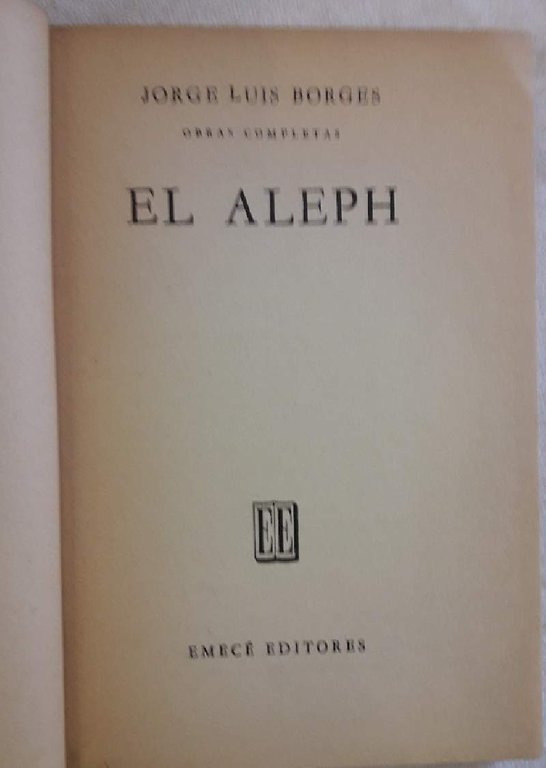 JORGE LUIS BORGES
OBRAS COMPLETAS
EL ALEPH
EE
EMECÉ EDITORES